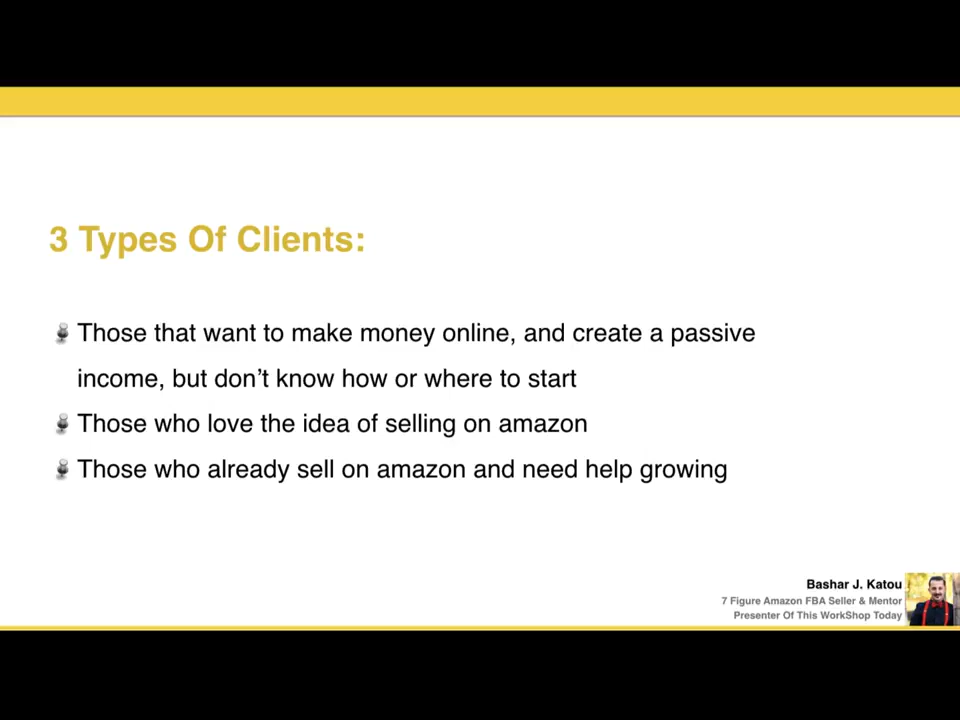 3 Types Of Clients:
Those that want to make money online, and create a passive
income, but don’t know how or where to start
Those who love the idea of selling on amazon
Those who already sell on amazon and need help growing
Bashar J. Katou
7 Figure Amazon FBA Seller & Mentor
Presenter Of This WorkShop Today